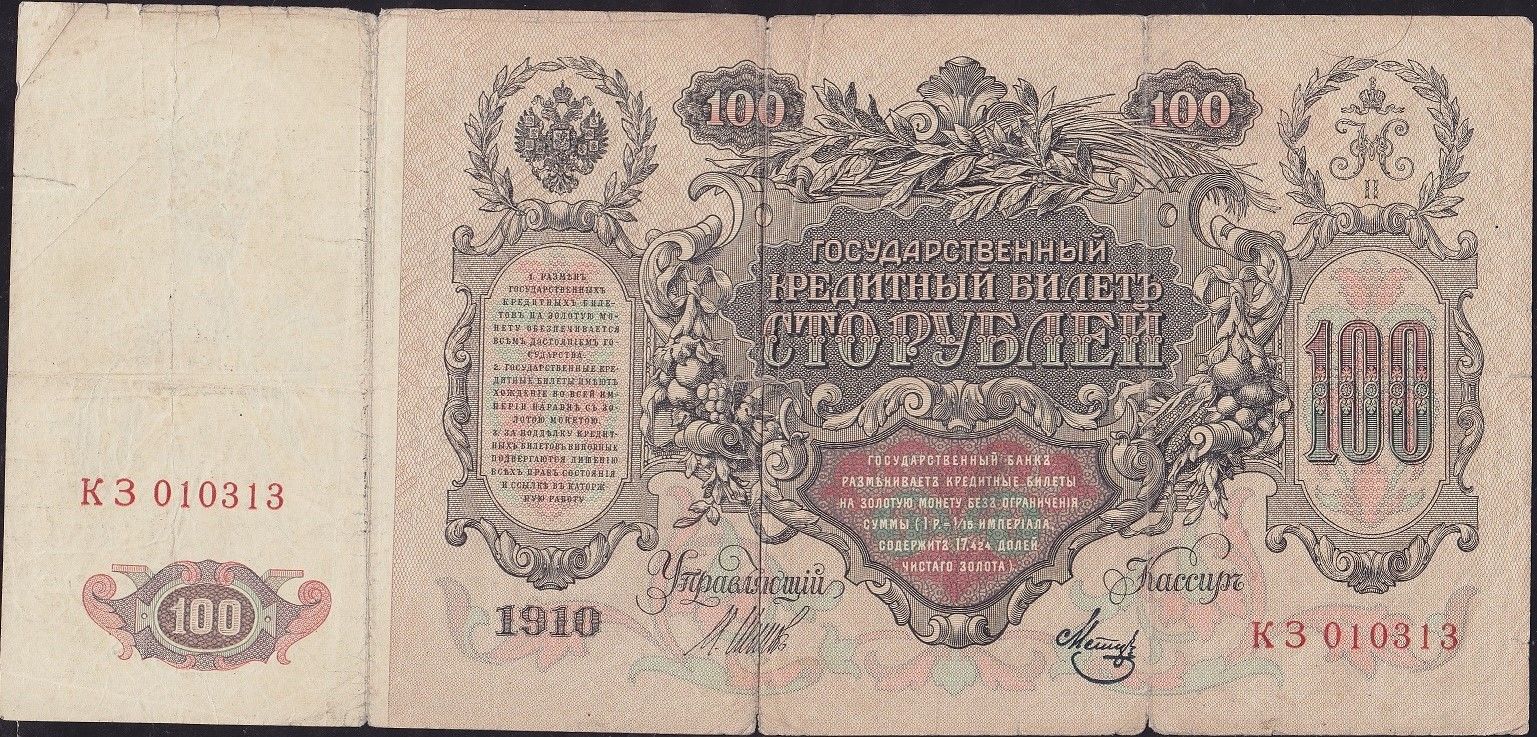 100
100
Н
II
ГОСУДАРСТВЕННЫЙ
КРЕДИТНЫЙ БИЛЕТЪ
СТО РУБЛЕЙ
1. РАЗМѢНЪ
ГОСУДАРСТВЕННЫХЪ
КРЕДИТНЫХЪ БИЛЕ-
ТОВЪ НА ЗОЛОТУЮ МО-
НЕТУ ОБЕЗПЕЧИВАЕТСЯ
ВСѢМЪ ДОСТОЯНІЕМЪ ГО-
СУДАРСТВА.
2. ГОСУДАРСТВЕННЫЕ КРЕ-
ДИТНЫЕ БИЛЕТЫ ИМѢЮТЪ
ХОЖДЕНІЕ ВО ВСЕЙ ИМ-
ПЕРІИ НАРАВНѢ СЪ ЗО-
ЛОТОЮ МОНЕТОЮ.
3. ЗА ПОДДѢЛКУ КРЕДИТ-
НЫХЪ БИЛЕТОВЪ ВИНОВНЫЕ
ПОДВЕРГАЮТСЯ ЛИШЕНІЮ
ВСѢХЪ ПРАВЪ СОСТОЯНІЯ
И ССЫЛКѢ ВЪ КАТОРЖ
НУЮ РАБОТУ
100
ГОСУДАРСТВЕННЫЙ БАНКЪ
РАЗМѢНИВАЕТЪ КРЕДИТНЫЕ БИЛЕТЫ
НА ЗОЛОТУЮ МОНЕТУ БЕЗЪ ОГРАНИЧЕНІЯ
СУММЫ (1 Р.= 1/15 ИМПЕРІАЛА,
СОДЕРЖИТЪ 17,424 ДОЛЕЙ
ЧИСТАГО ЗОЛОТА).
КЗ 010313
100
Управляющій
Кассиръ
1910
КЗ 010313